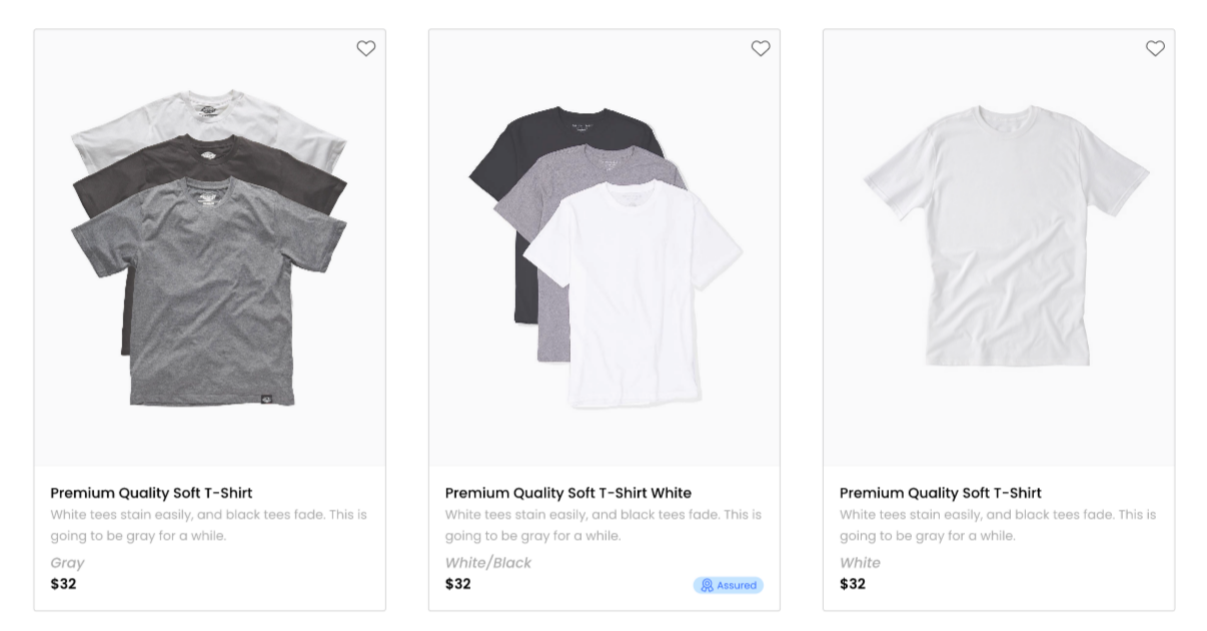 Premium Quality Soft T-Shirt
White tees stain easily, and black tees fade. This is
going to be gray for a while.
Gray
$32
Premium Quality Soft T-Shirt White
White tees stain easily, and black tees fade. This is
going to be gray for a while.
White/Black
$32
Assured
Premium Quality Soft T-Shirt
White tees stain easily, and black tees fade. This is
going to be gray for a while.
White
$32